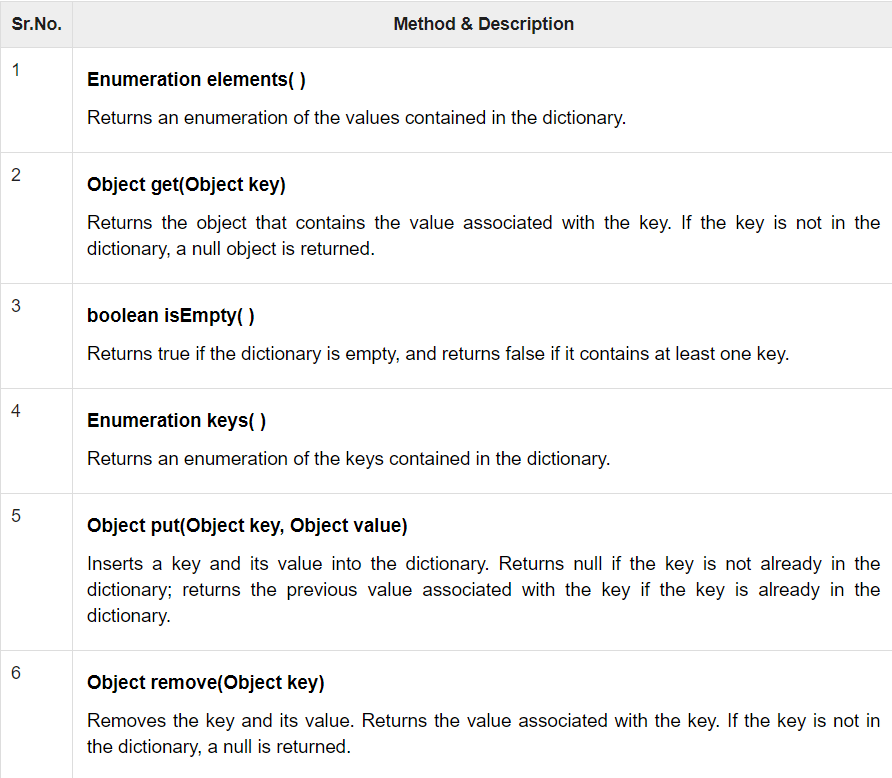 Sr.No. Method & Description
1
Enumeration elements( )
Returns an enumeration of the values contained in the dictionary.
2
Object get(Object key)
Returns the object that contains the value associated with the key. If the key is not in the
dictionary, a null object is returned.
3
boolean isEmpty( )
Returns true if the dictionary is empty, and returns false if it contains at least one key.
4
Enumeration keys( )
Returns an enumeration of the keys contained in the dictionary.
5
Object put(Object key, Object value)
Inserts a key and its value into the dictionary. Returns null if the key is not already in the
dictionary; returns the previous value associated with the key if the key is already in the
dictionary.
6
Object remove(Object key)
Removes the key and its value. Returns the value associated with the key. If the key is not in
the dictionary, a null is returned.